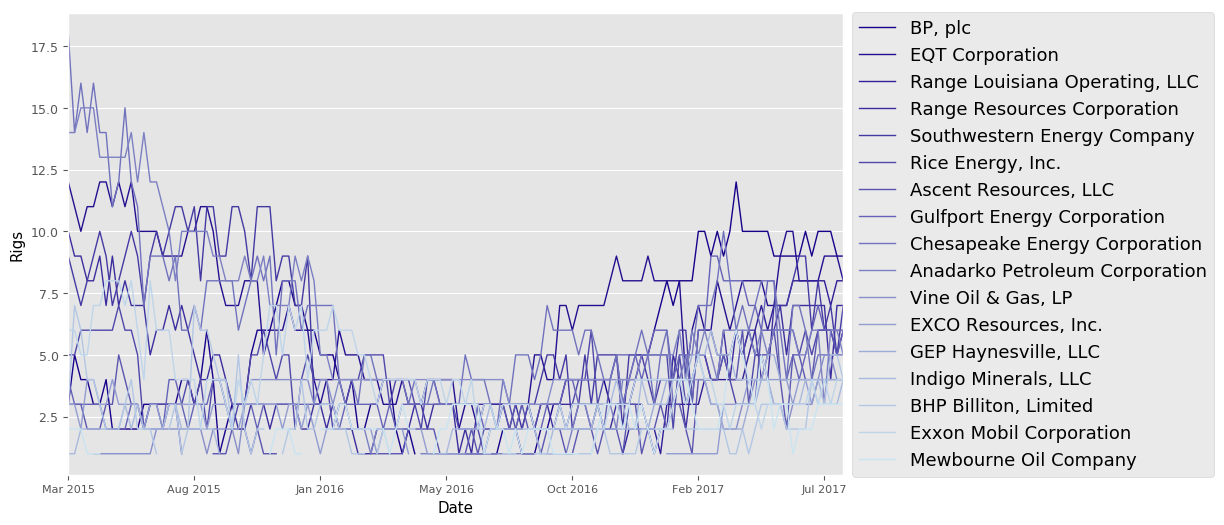 17.5
15.0
12.5
10.0
7.5
5.0
2.5
Rigs
Mar 2015
Aug 2015
Jan 2016
May 2016
Oct 2016
Feb 2017
Jul 2017
Date
BP, plc
EQT Corporation
Range Louisiana Operating, LLC
Range Resources Corporation
Southwestern Energy Company
Rice Energy, Inc.
Ascent Resources, LLC
Gulfport Energy Corporation
Chesapeake Energy Corporation
Anadarko Petroleum Corporation
Vine Oil & Gas, LP
EXCO Resources, Inc.
GEP Haynesville, LLC
Indigo Minerals, LLC
BHP Billiton, Limited
Exxon Mobil Corporation
Mewbourne Oil Company